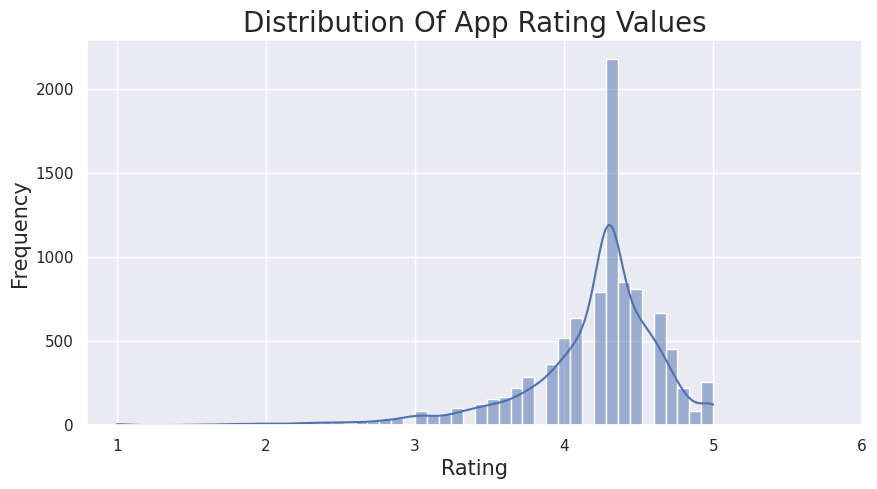 Distribution Of App Rating Values
Frequency
2000
1500
1000
500
0
1 2 3 4 5 6
Rating